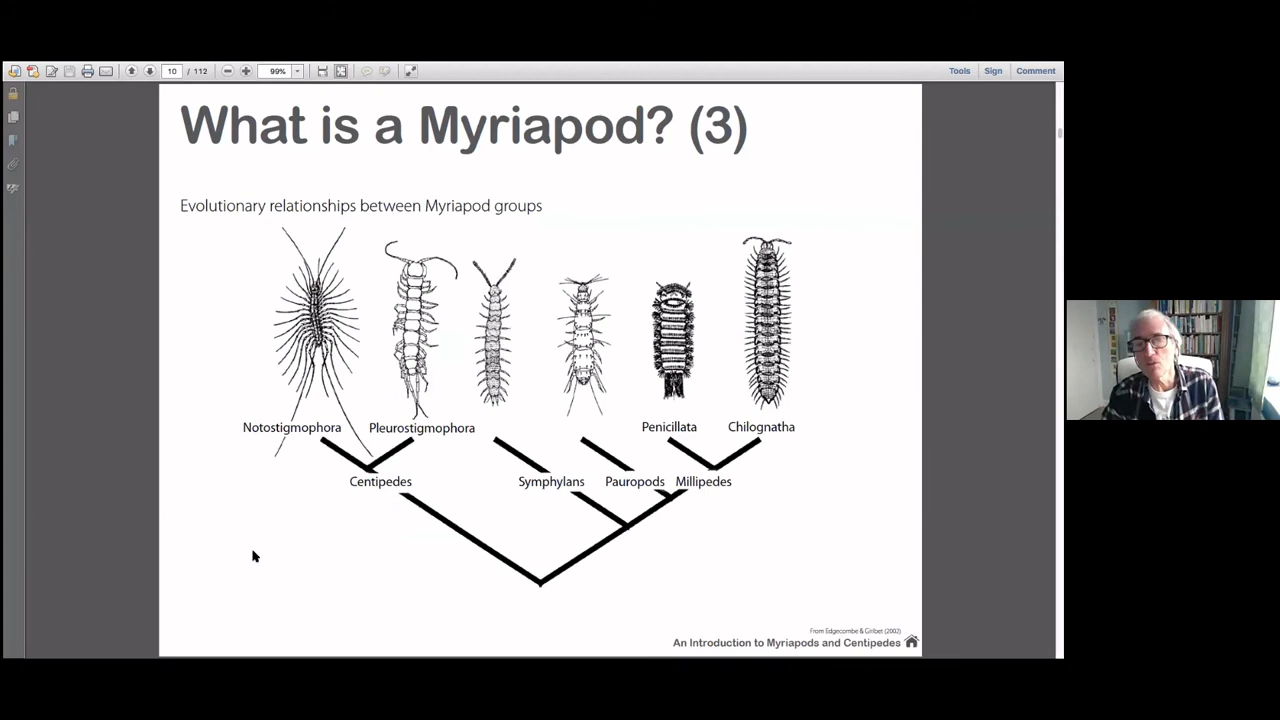 10 / 112
99%
Tools Sign Comment
What is a Myriapod? (3)
Evolutionary relationships between Myriapod groups
Notostigmophora Pleurostigmophora Penicillata Chilognatha
Centipedes Symphylans Pauropods Millipedes
From Edgecombe & Giribet (2002)
An Introduction to Myriapods and Centipedes